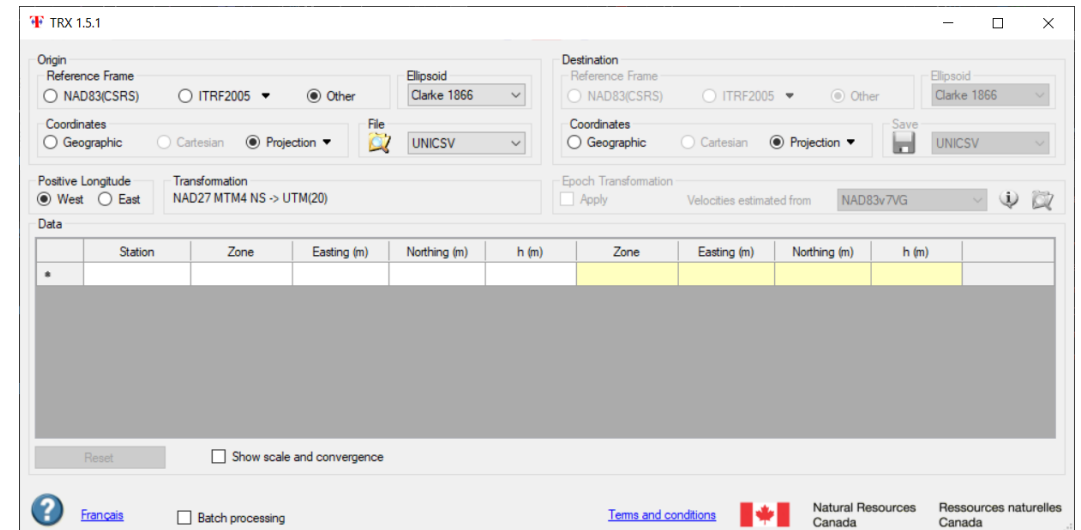 TRX 1.5.1
Origin
Reference Frame
NAD83(CSRS) ITRF2005 Other
Ellipsoid
Clarke 1866
Coordinates
Geographic Cartesian Projection
File
UNICSV
Destination
Reference Frame
NAD83(CSRS) ITRF2005 Other
Ellipsoid
Clarke 1866
Coordinates
Geographic Cartesian Projection
Save
UNICSV
Positive Longitude
West East
Transformation
NAD27 MTM4 NS -> UTM(20)
Epoch Transformation
Apply Velocities estimated from NAD83v7VG
Data
Station Zone Easting (m) Northing (m) h (m) Zone Easting (m) Northing (m) h (m)
*
Reset Show scale and convergence
? Français Batch processing Terms and conditions
Natural Resources
Canada
Ressources naturelles
Canada